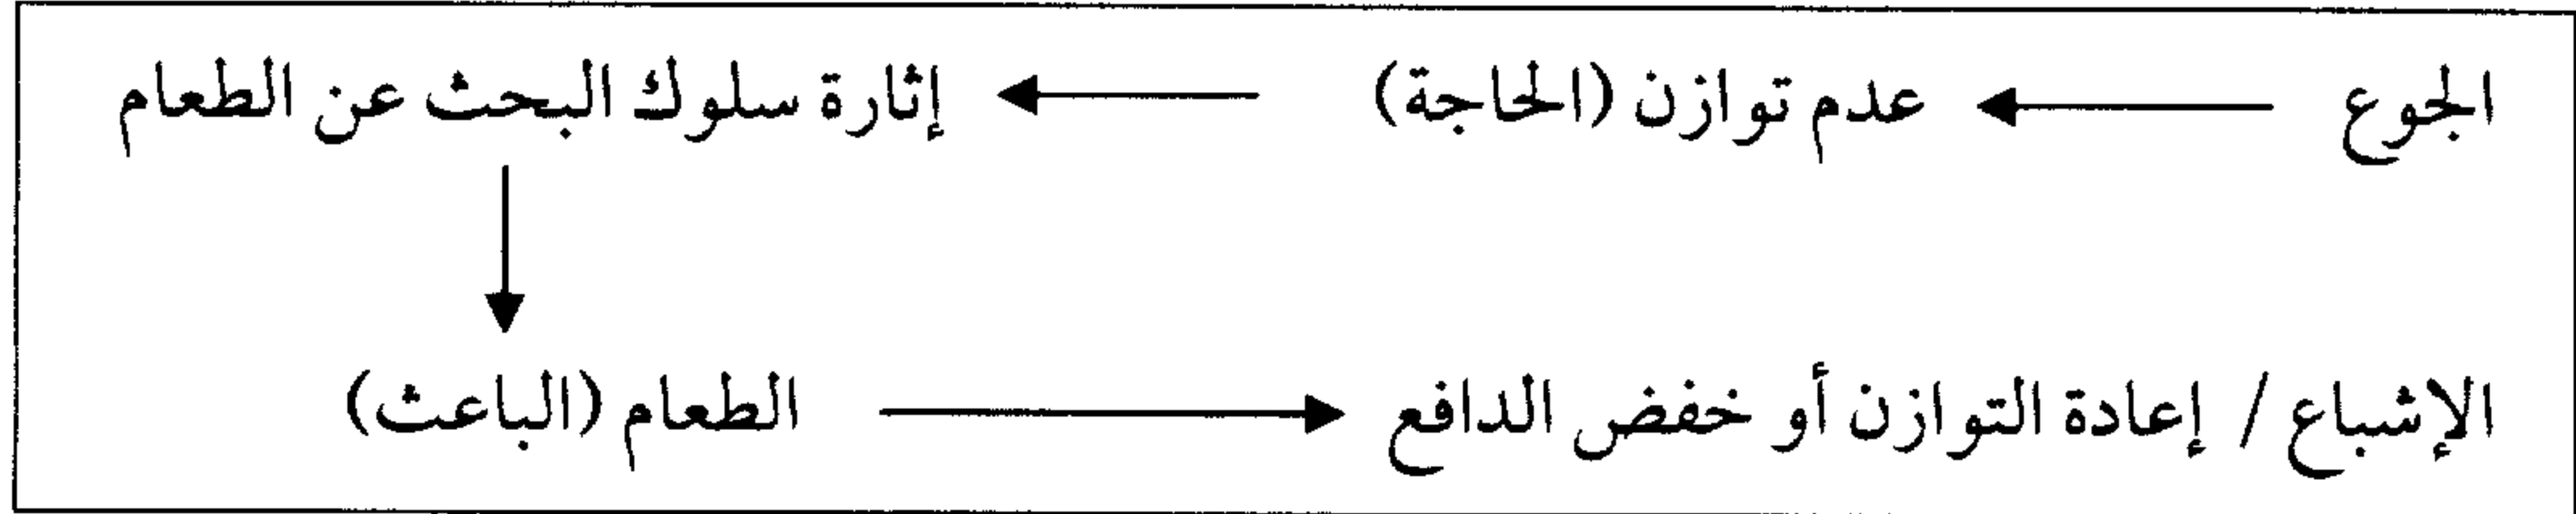 الجوع عدم توازن (الحاجة) إثارة سلوك البحث عن الطعام
الإشباع / إعادة التوازن أو خفض الدافع الطعام (الباعث)